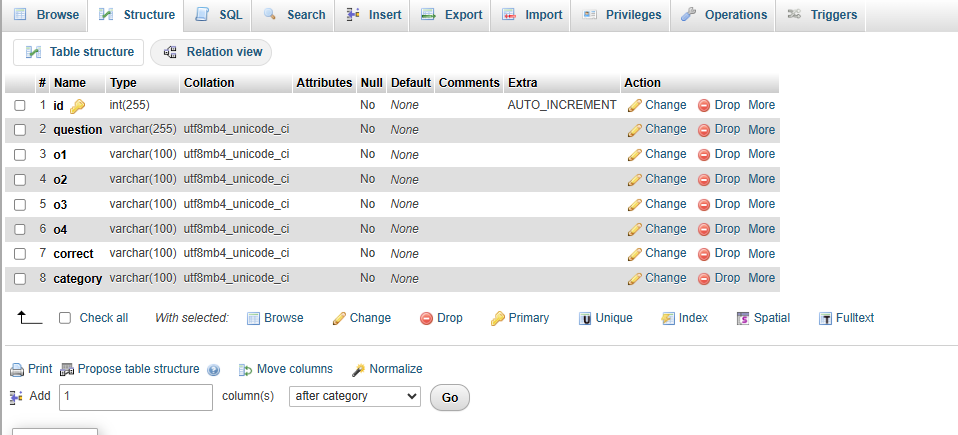 Browse Structure SQL Search Insert Export Import Privileges Operations Triggers
Table structure Relation view
# Name Type Collation Attributes Null Default Comments Extra Action
1 id int(255) No None AUTO_INCREMENT Change Drop More
2 question varchar(255) utf8mb4_unicode_ci No None Change Drop More
3 o1 varchar(100) utf8mb4_unicode_ci No None Change Drop More
4 o2 varchar(100) utf8mb4_unicode_ci No None Change Drop More
5 o3 varchar(100) utf8mb4_unicode_ci No None Change Drop More
6 o4 varchar(100) utf8mb4_unicode_ci No None Change Drop More
7 correct varchar(100) utf8mb4_unicode_ci No None Change Drop More
8 category varchar(100) utf8mb4_unicode_ci No None Change Drop More
Check all With selected: Browse Change Drop Primary Unique Index Spatial Fulltext
Print Propose table structure Move columns Normalize
Add 1 column(s) after category Go